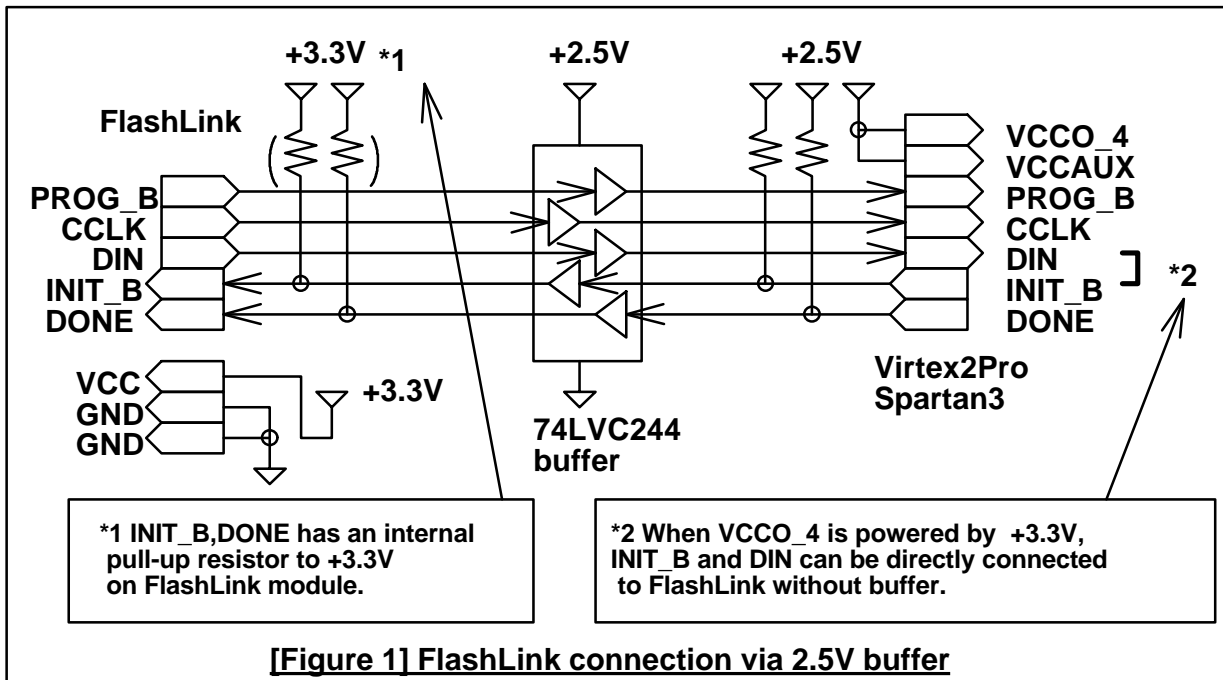 +3.3V *1
+2.5V
+2.5V
FlashLink
PROG_B
CCLK
DIN
INIT_B
DONE
VCC
GND
GND
+3.3V
74LVC244
buffer
VCCO_4
VCCAUX
PROG_B
CCLK
DIN
INIT_B
DONE
*2
Virtex2Pro
Spartan3
*1 INIT_B,DONE has an internal
pull-up resistor to +3.3V
on FlashLink module.
*2 When VCCO_4 is powered by +3.3V,
INIT_B and DIN can be directly connected
to FlashLink without buffer.
[Figure 1] FlashLink connection via 2.5V buffer